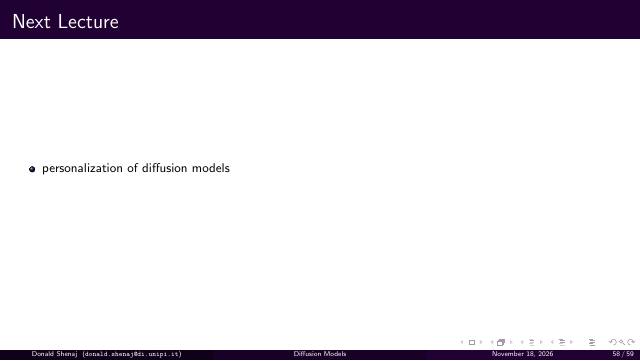 Next Lecture
personalization of diffusion models
Donald Shenaj (donald.shenaj@di.unipi.it) Diffusion Models November 18, 2026 58 / 59